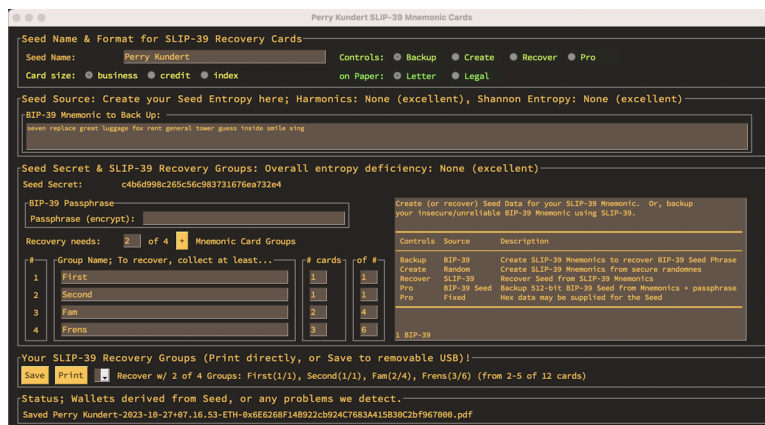 Perry Kundert SLIP-39 Mnemonic Cards
Seed Name & Format for SLIP-39 Recovery Cards
Seed Name: Perry Kundert Controls: Backup Create Recover Pro
Card size: business credit index on Paper: Letter Legal
Seed Source: Create your Seed Entropy here; Harmonics: None (excellent), Shannon Entropy: None (excellent)
BIP-39 Mnemonic to Back Up:
seven replace great luggage fox rent general tower guess inside smile sing
Seed Secret & SLIP-39 Recovery Groups: Overall entropy deficiency: None (excellent)
Seed Secret: c4b6d998c265c56c983731676ea732e4
BIP-39 Passphrase
Passphrase (encrypt):
Recovery needs: 2 of 4 + Mnemonic Card Groups
# Group Name; To recover, collect at least... # cards of #
1 First 1 1
2 Second 1 1
3 Fam 2 4
4 Frens 3 6
Create (or recover) Seed Data for your SLIP-39 Mnemonic. Or, backup
your insecure/unreliable BIP-39 Mnemonic using SLIP-39.
Controls Source Description
Backup BIP-39 Create SLIP-39 Mnemonics to recover BIP-39 Seed Phrase
Create Random Create SLIP-39 Mnemonics from secure randomnes
Recover SLIP-39 Recover Seed from SLIP-39 Mnemonics
Pro BIP-39 Seed Backup 512-bit BIP-39 Seed from Mnemonics + passphrase
Pro Fixed Hex data may be supplied for the Seed
1 BIP-39
Your SLIP-39 Recovery Groups (Print directly, or Save to removable USB)!
Save Print Recover w/ 2 of 4 Groups: First(1/1), Second(1/1), Fam(2/4), Frens(3/6) (from 2-5 of 12 cards)
Status; Wallets derived from Seed, or any problems we detect.
Saved Perry Kundert-2023-10-27+07.16.53-ETH-0x6E6268F14B922cb924C7683A415B30C2bf967000.pdf